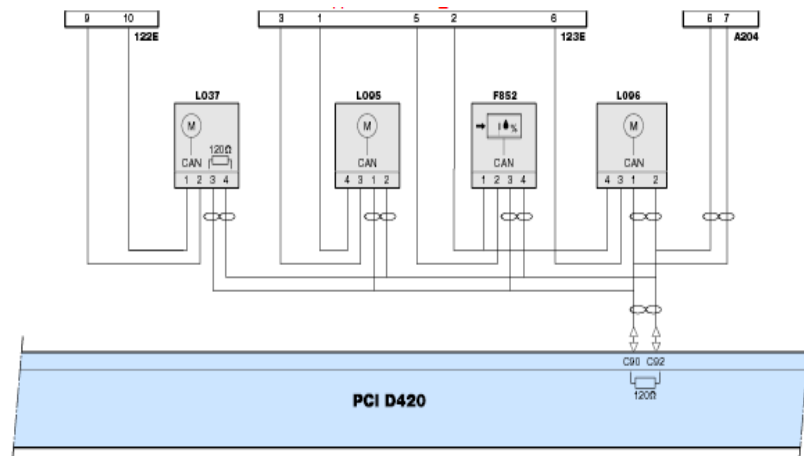 9 10
3 1 5 2 6
6 7
122E
123E
A204
L037
L095
F852
L096
M
120Ω
CAN
1 2 3 4
M
CAN
4 3 1 2
%
CAN
1 2 3 4
M
CAN
4 3 1 2
C90 C92
120Ω
PCI D420